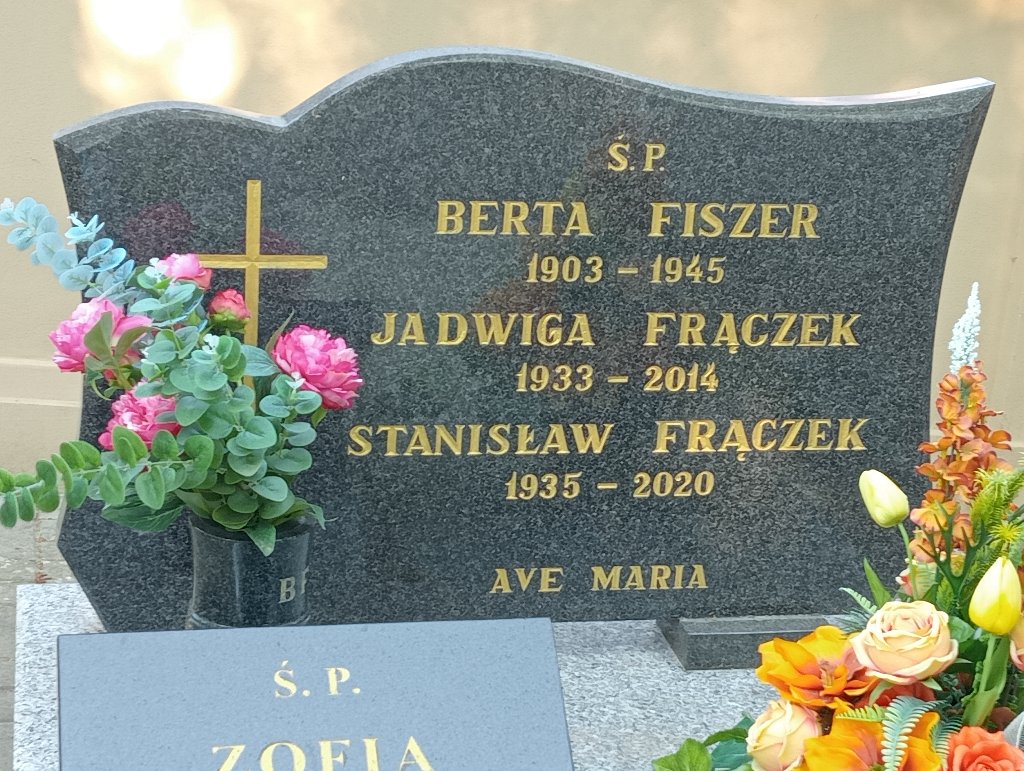 Ś. P.
BERTA FISZER
1903 – 1945
JADWIGA FRĄCZEK
1933 – 2014
STANISŁAW FRĄCZEK
1935 – 2020
AVE MARIA
Ś. P.
ZOFIA